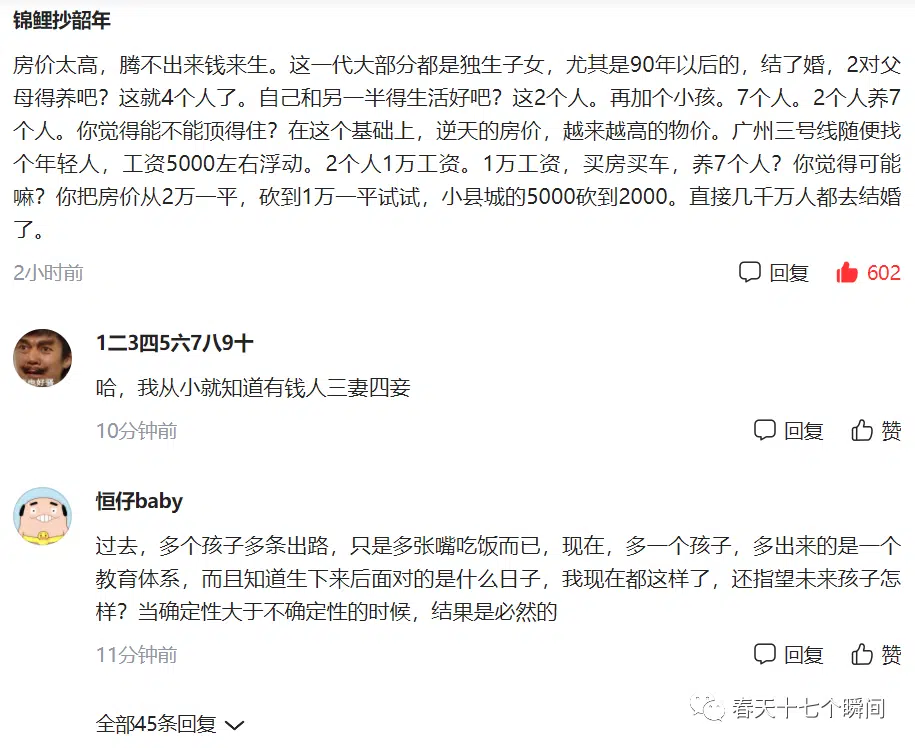 锦鲤抄韶年
房价太高，腾不出来钱来生。这一代大部分都是独生子女，尤其是90年以后的，结了婚，2对父
母得养吧？这就4个人了。自己和另一半得生活好吧？这2个人。再加个小孩。7个人。2个人养7
个人。你觉得能不能顶得住？在这个基础上，逆天的房价，越来越高的物价。广州三号线随便找
个年轻人，工资5000左右浮动。2个人1万工资。1万工资，买房买车，养7个人？你觉得可能
嘛？你把房价从2万一平，砍到1万一平试试，小县城的5000砍到2000。直接几千万人都去结婚
了。
2小时前 回复 602
1二3四5六7八9十
哈，我从小就知道有钱人三妻四妾
10分钟前 回复 赞
恒仔baby
过去，多个孩子多条出路，只是多张嘴吃饭而已，现在，多一个孩子，多出来的是一个
教育体系，而且知道生下来后面对的是什么日子，我现在都这样了，还指望未来孩子怎
样？当确定性大于不确定性的时候，结果是必然的
11分钟前 回复 赞
全部45条回复
春天十七个瞬间